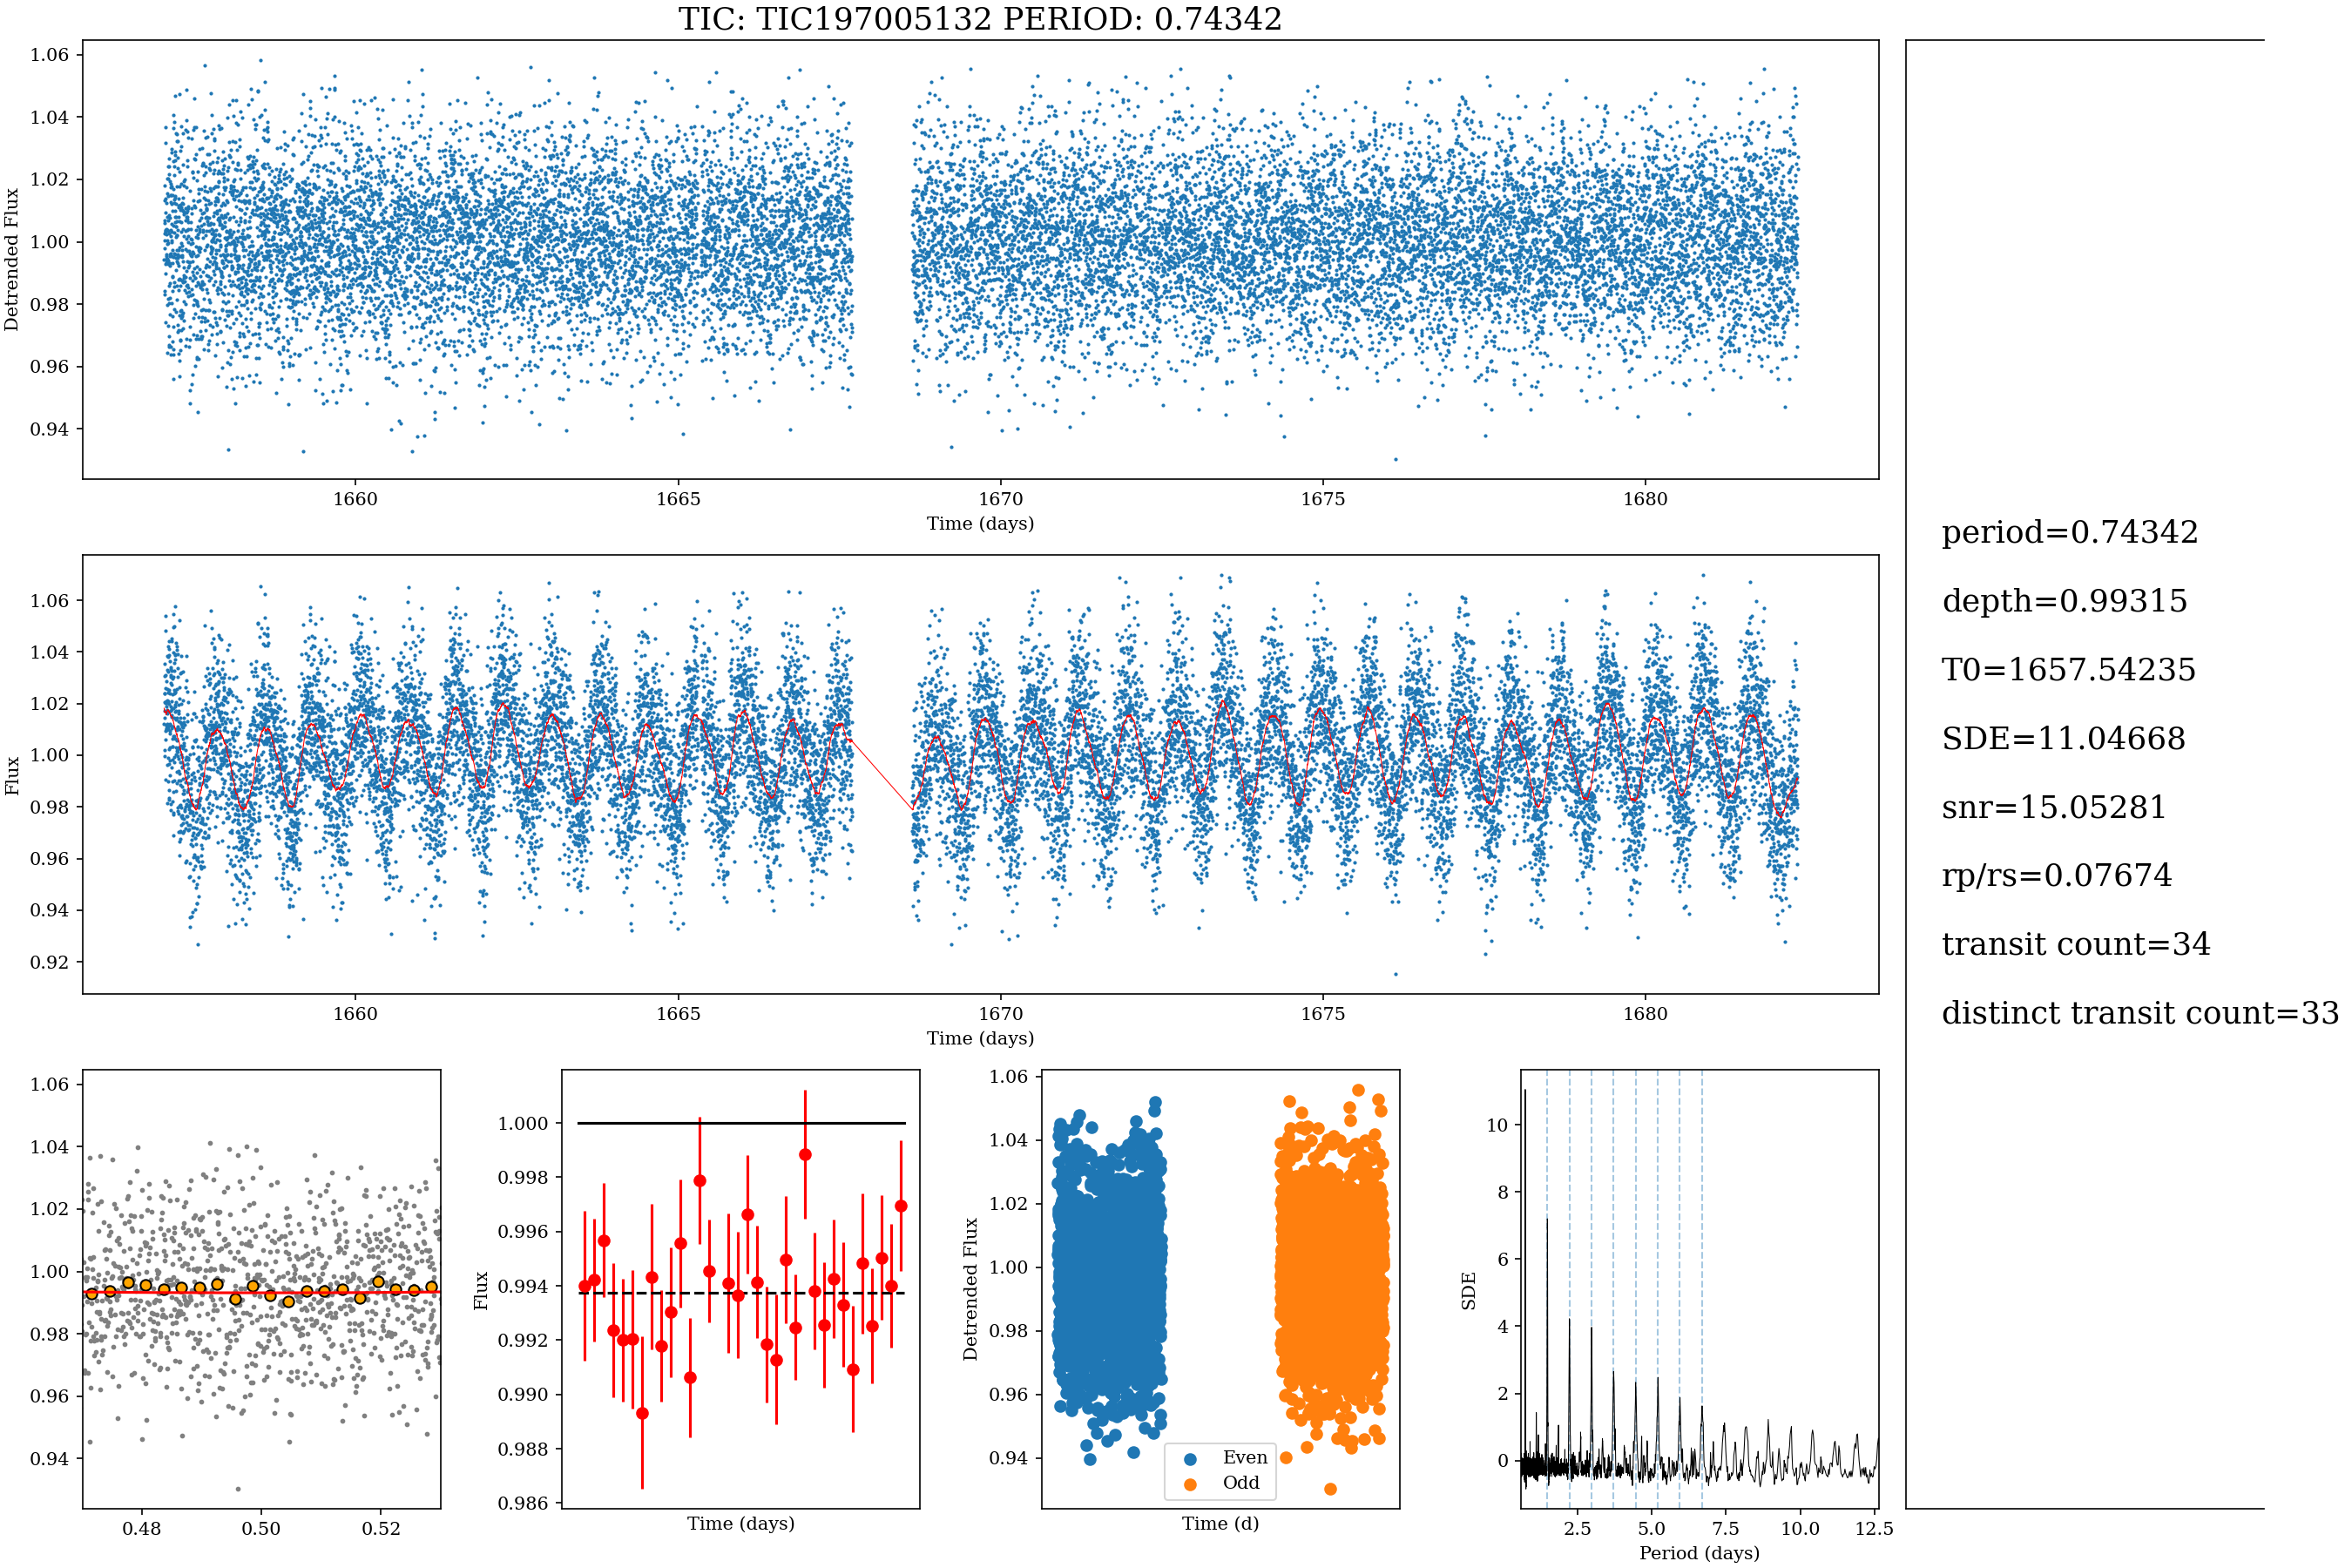 TIC: TIC197005132 PERIOD: 0.74342
1.06
1.04
1.02
1.00
0.98
0.96
0.94
Detrended Flux
1660 1665 1670 1675 1680
Time (days)
1.06
1.04
1.02
1.00
0.98
0.96
0.94
0.92
Flux
1660 1665 1670 1675 1680
Time (days)
period=0.74342
depth=0.99315
T0=1657.54235
SDE=11.04668
snr=15.05281
rp/rs=0.07674
transit count=34
distinct transit count=33
1.06
1.04
1.02
1.00
0.98
0.96
0.94
0.48 0.50 0.52
1.000
0.998
0.996
0.994
0.992
0.990
0.988
0.986
Flux
Time (days)
1.06
1.04
1.02
1.00
0.98
0.96
0.94
Detrended Flux
Even
Odd
Time (d)
10
8
6
4
2
0
SDE
2.5 5.0 7.5 10.0 12.5
Period (days)